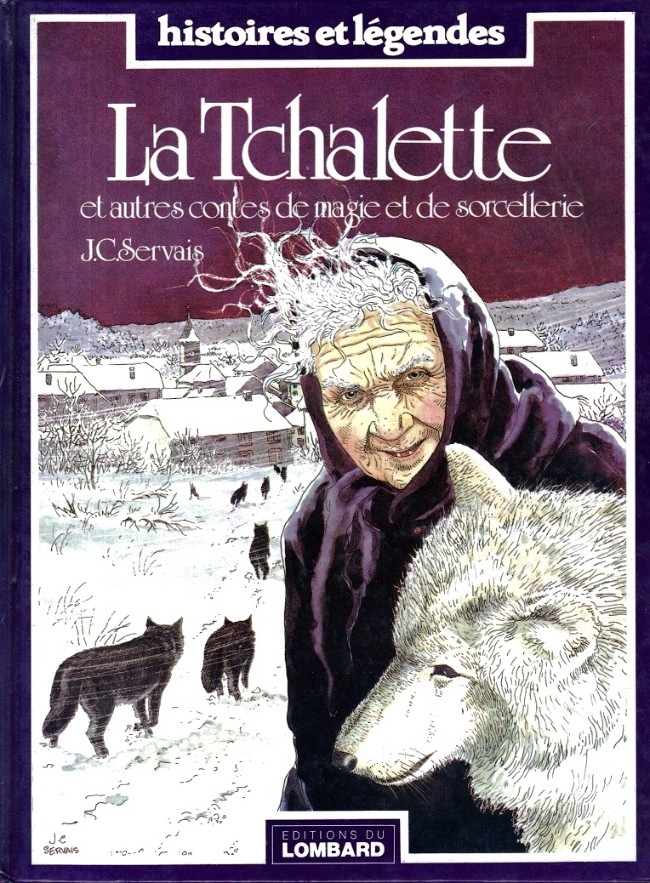 histoires et légendes
La Tchalette
et autres contes de magie et de sorcellerie
J.C.Servais
J.C
SERVAIS
EDITIONS DU
LOMBARD